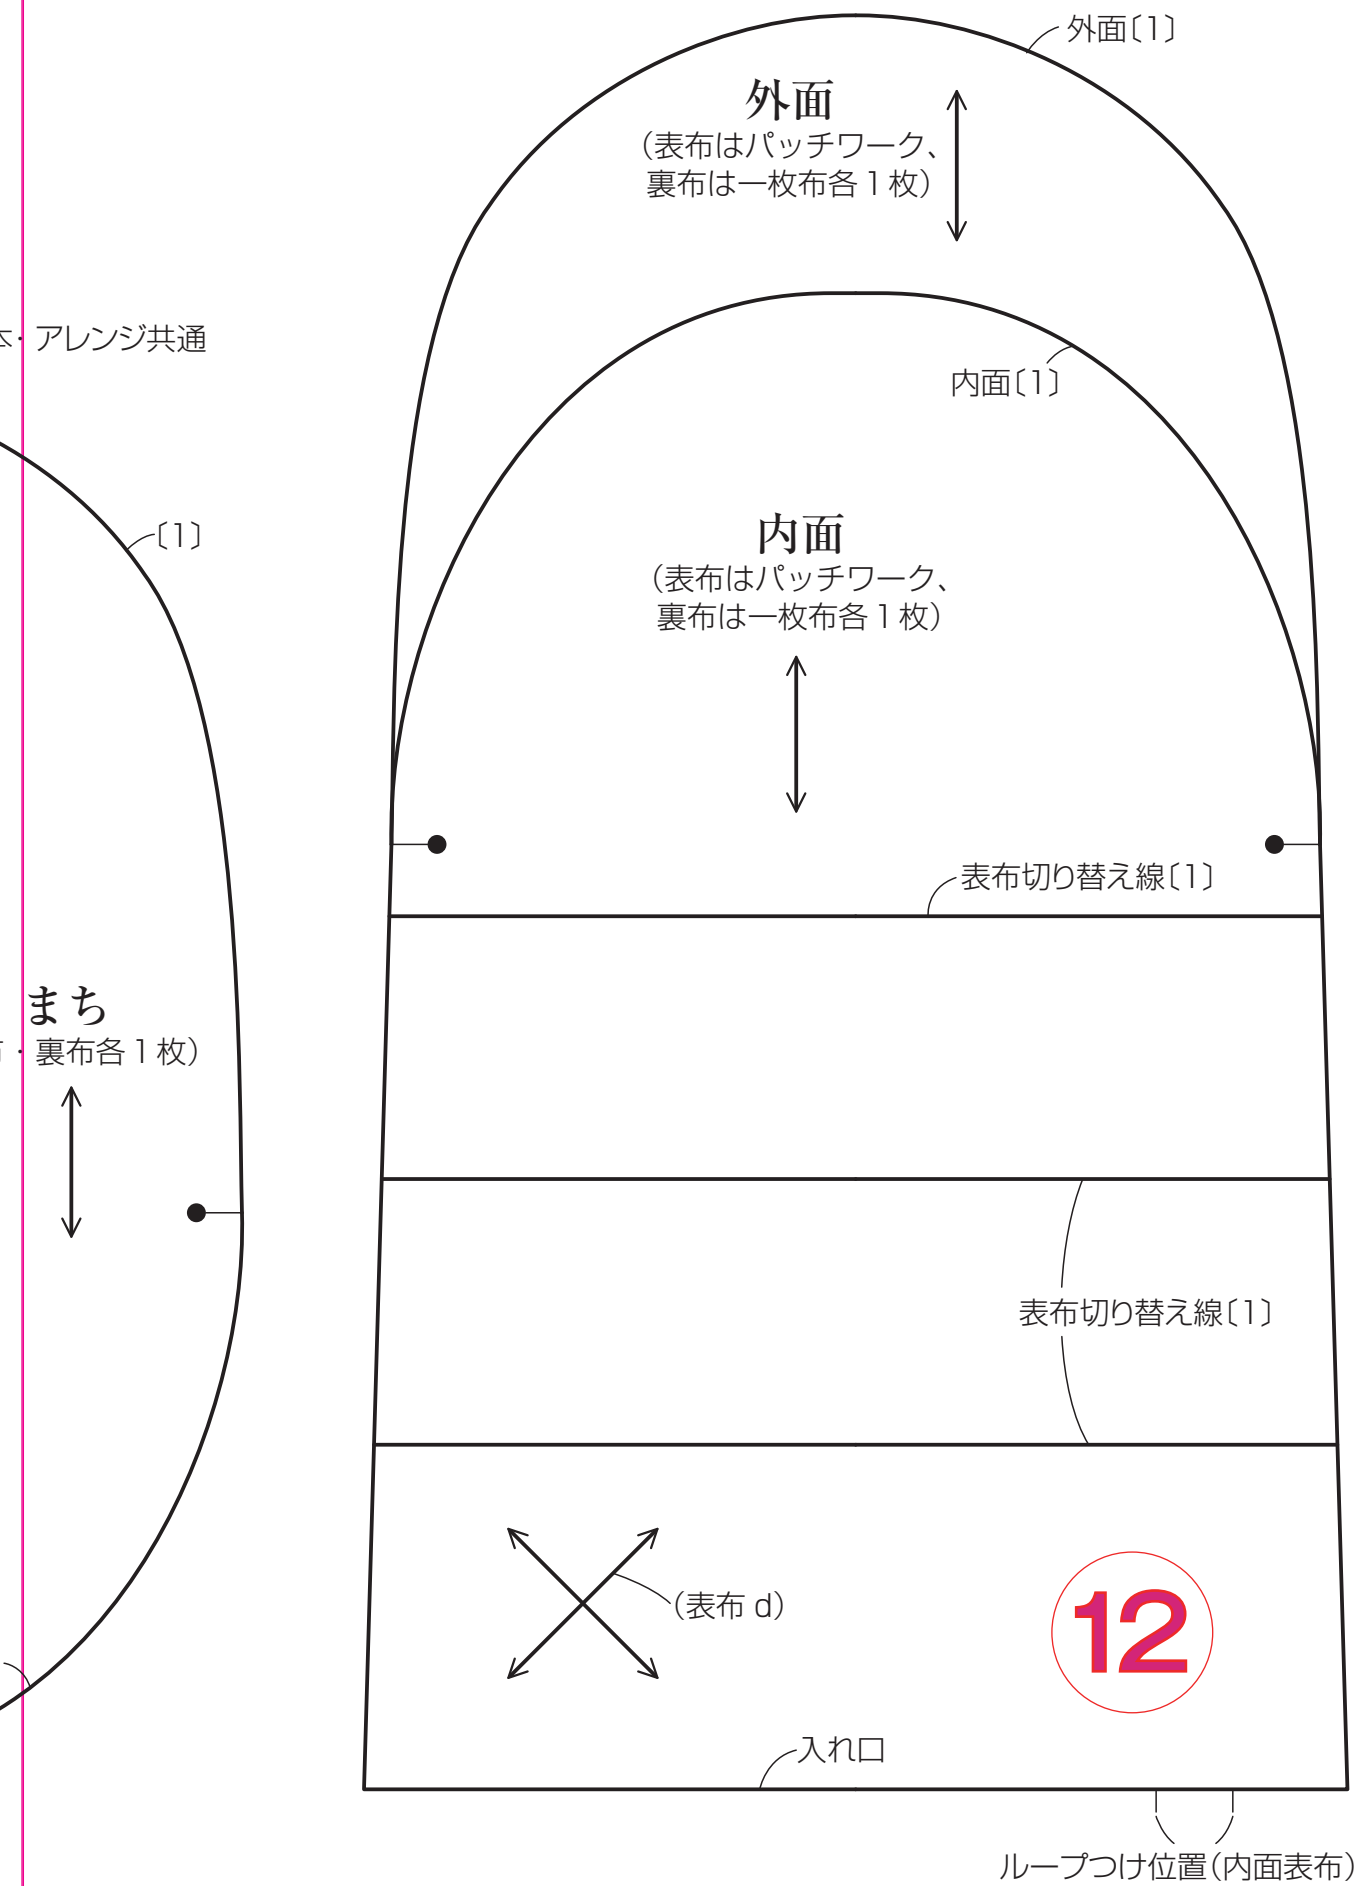 外面〔1〕
外面
（表布はパッチワーク、
裏布は一枚布各1枚）
・アレンジ共通
内面〔1〕
〔1〕
内面
（表布はパッチワーク、
裏布は一枚布各1枚）
表布切り替え線〔1〕
まち
・裏布各1枚）
表布切り替え線〔1〕
（表布 d）
12
入れ口
ループつけ位置（内面表布）